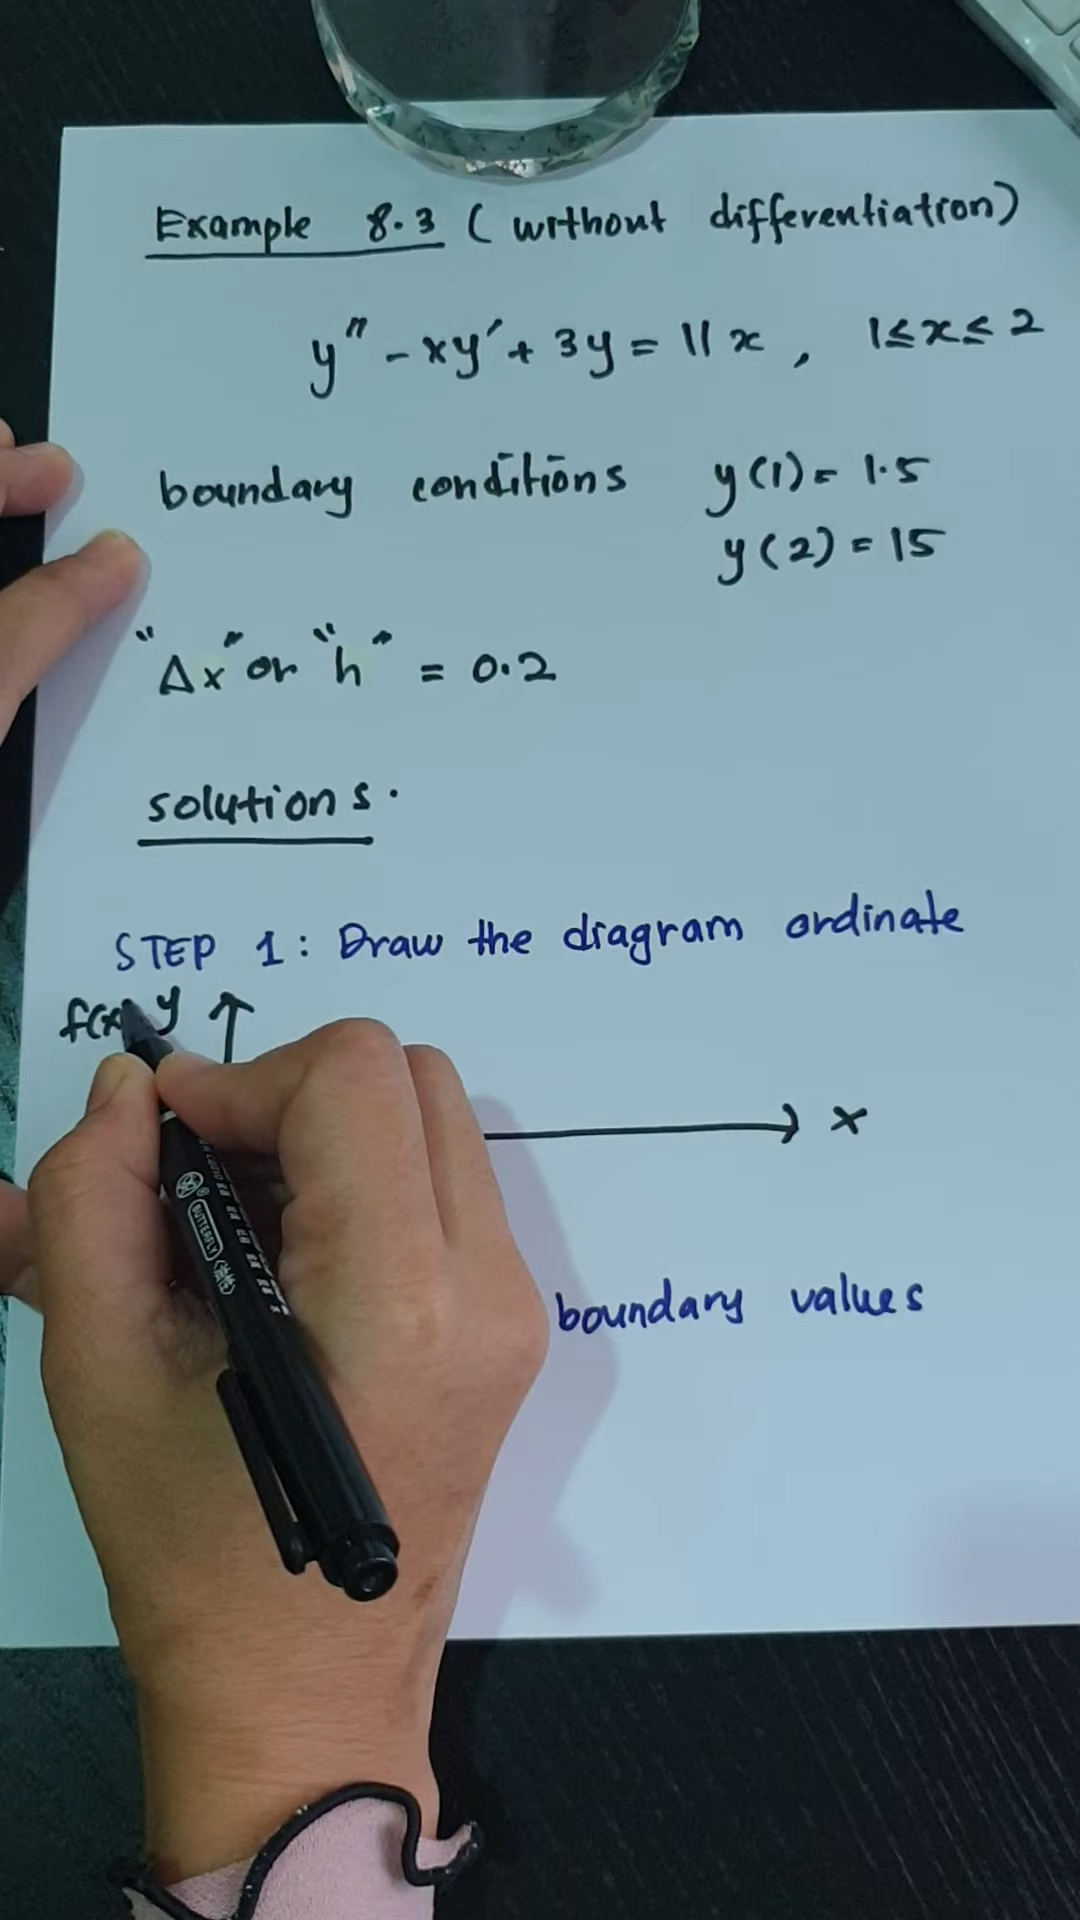 Example 8.3 (without differentiation)
y" - xy' + 3y = 11x , 1≤x≤2
boundary conditions y(1) = 1.5
y(2) = 15
"Δx" or "h" = 0.2
solutions.
STEP 1: Draw the diagram ordinate
y
x
boundary values
BUTTERFLY